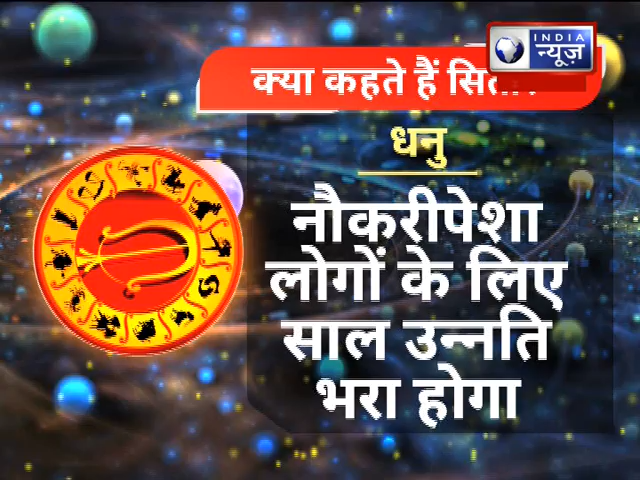 INDIA
न्यूज़
क्या कहते हैं
धनु
नौकरीपेशा
लोगों के लिए
साल उन्नति
भरा होगा